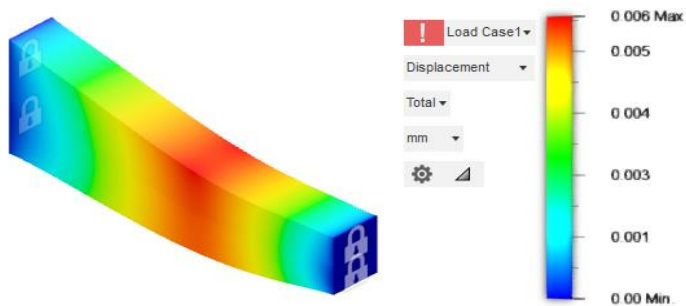 ! Load Case1
Displacement
Total
mm
0.006 Max
0.005
0.004
0.003
0.001
0.00 Min.